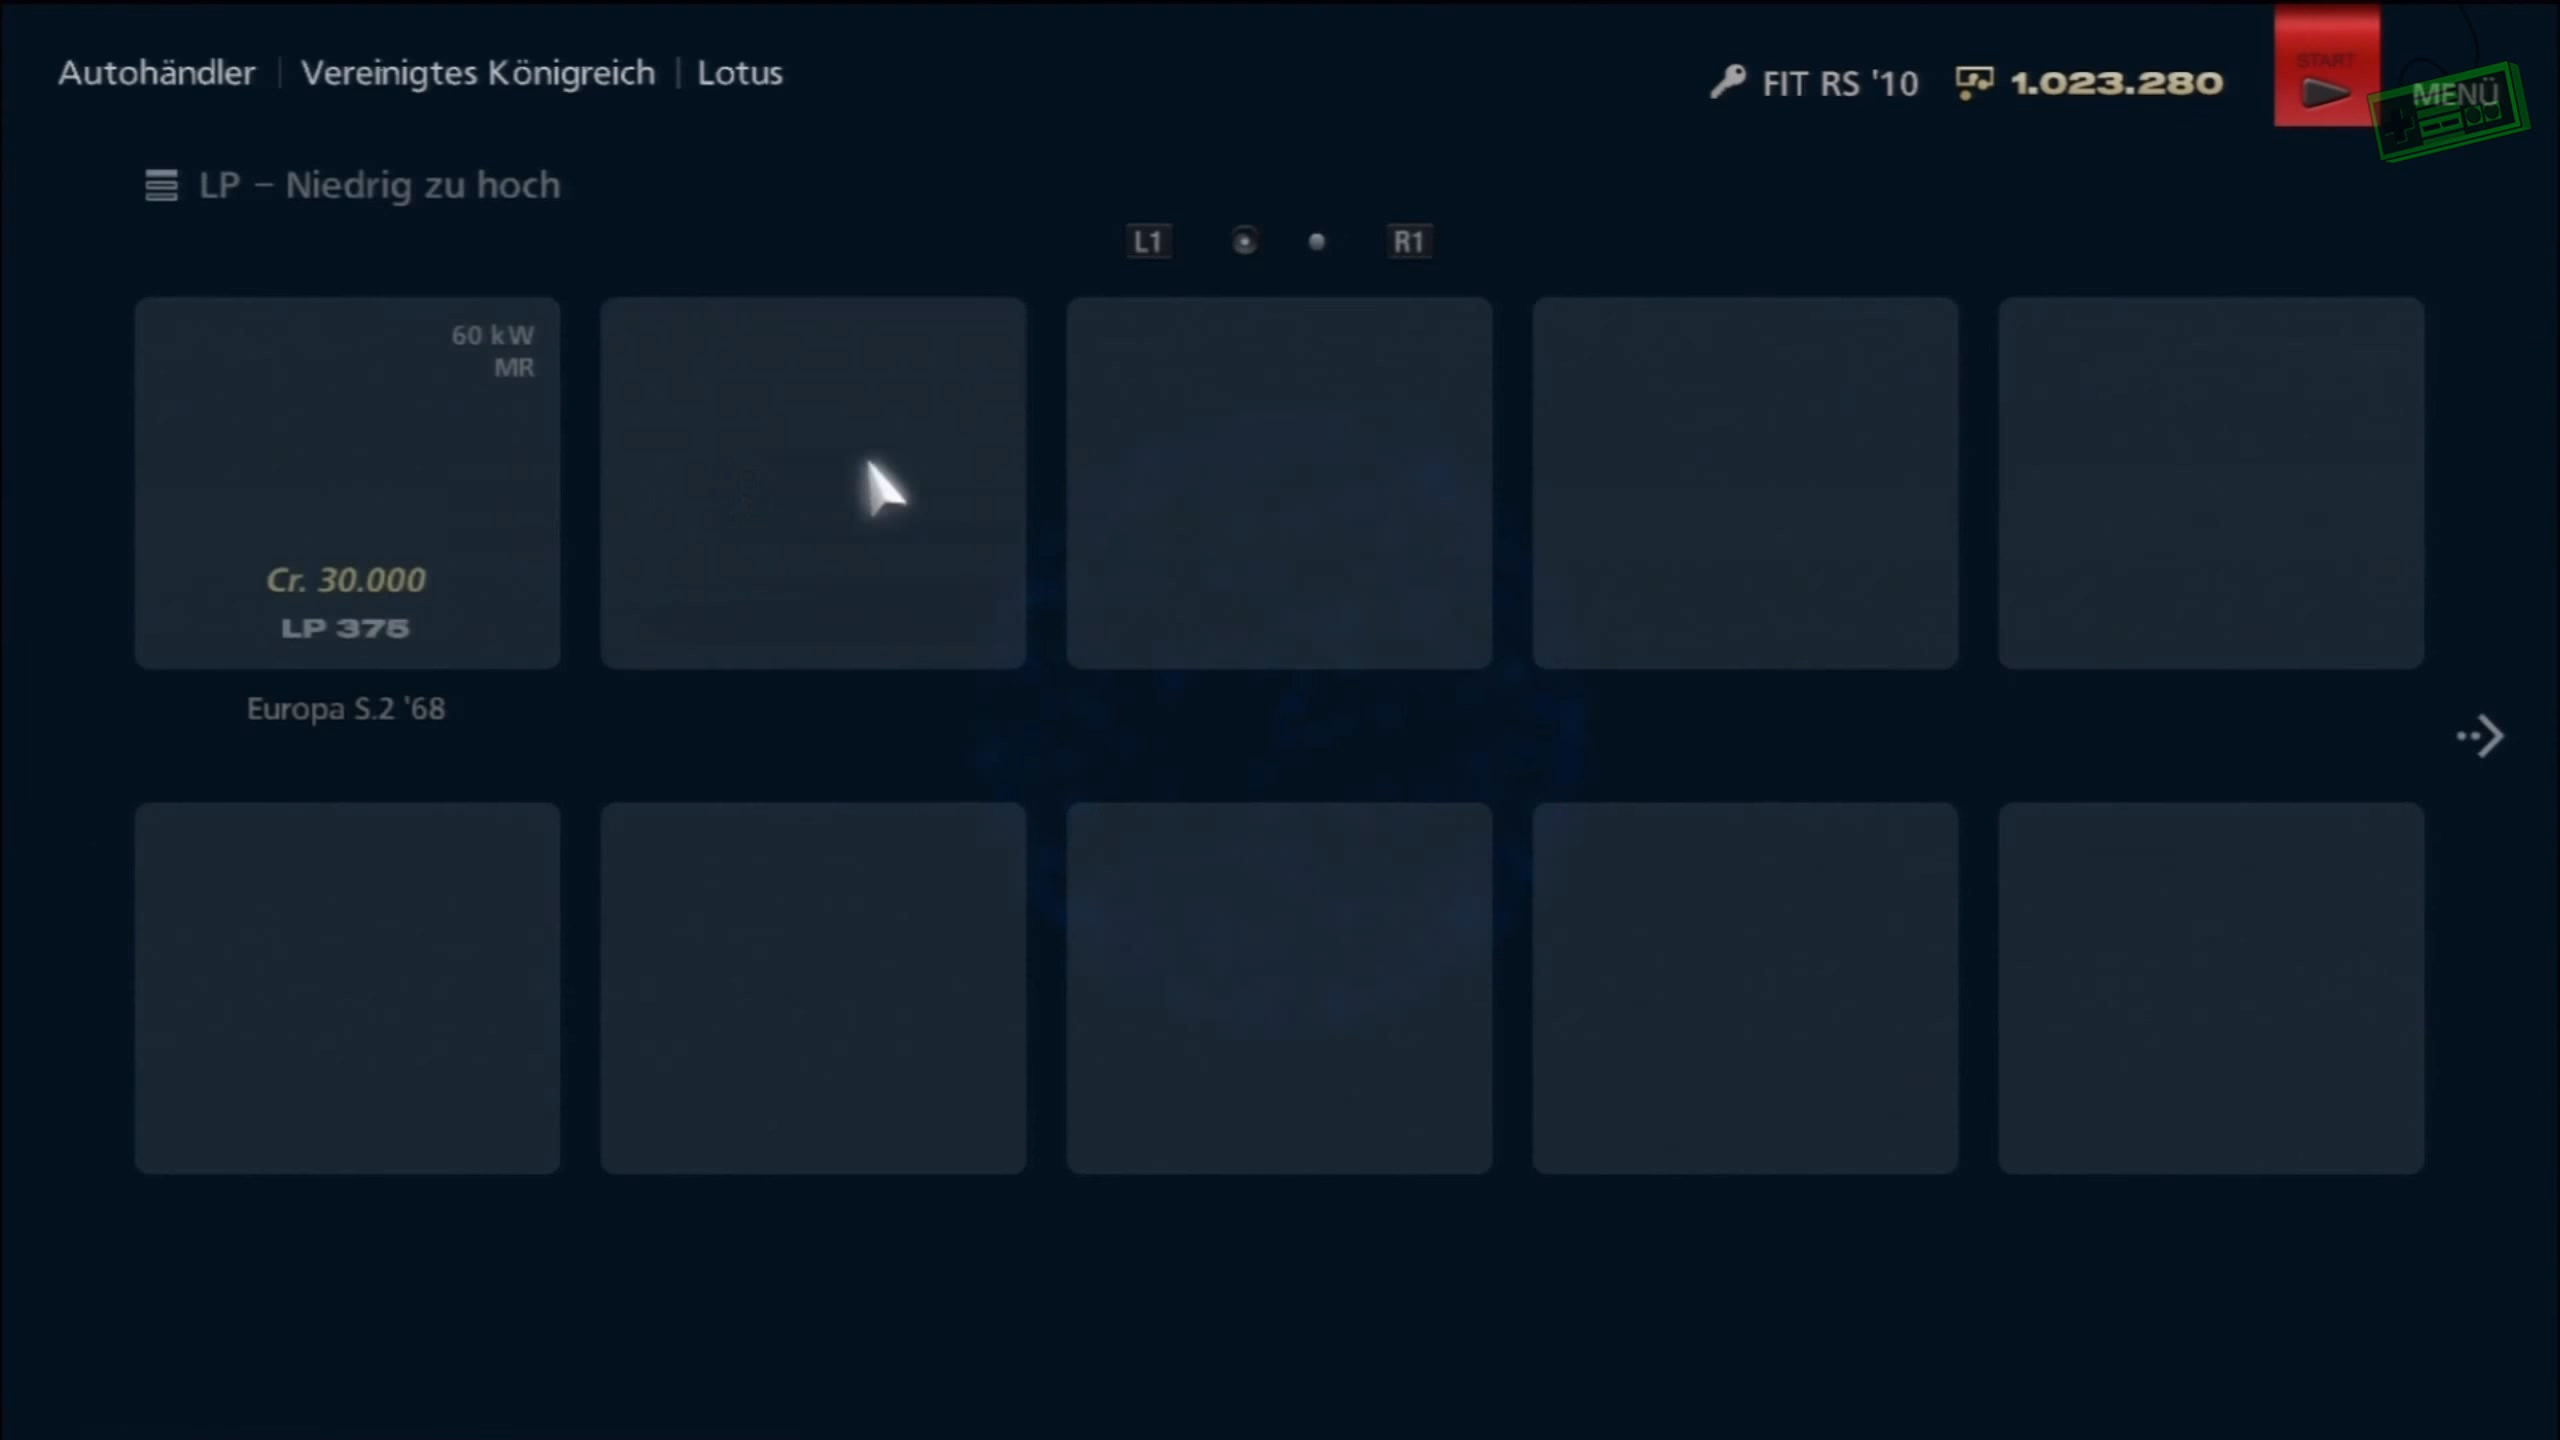 Autohändler | Vereinigtes Königreich | Lotus
FIT RS '10
1.023.280
START
MENÜ
LP – Niedrig zu hoch
L1
R1
60 kW
MR
Cr. 30.000
LP 375
Europa S.2 '68